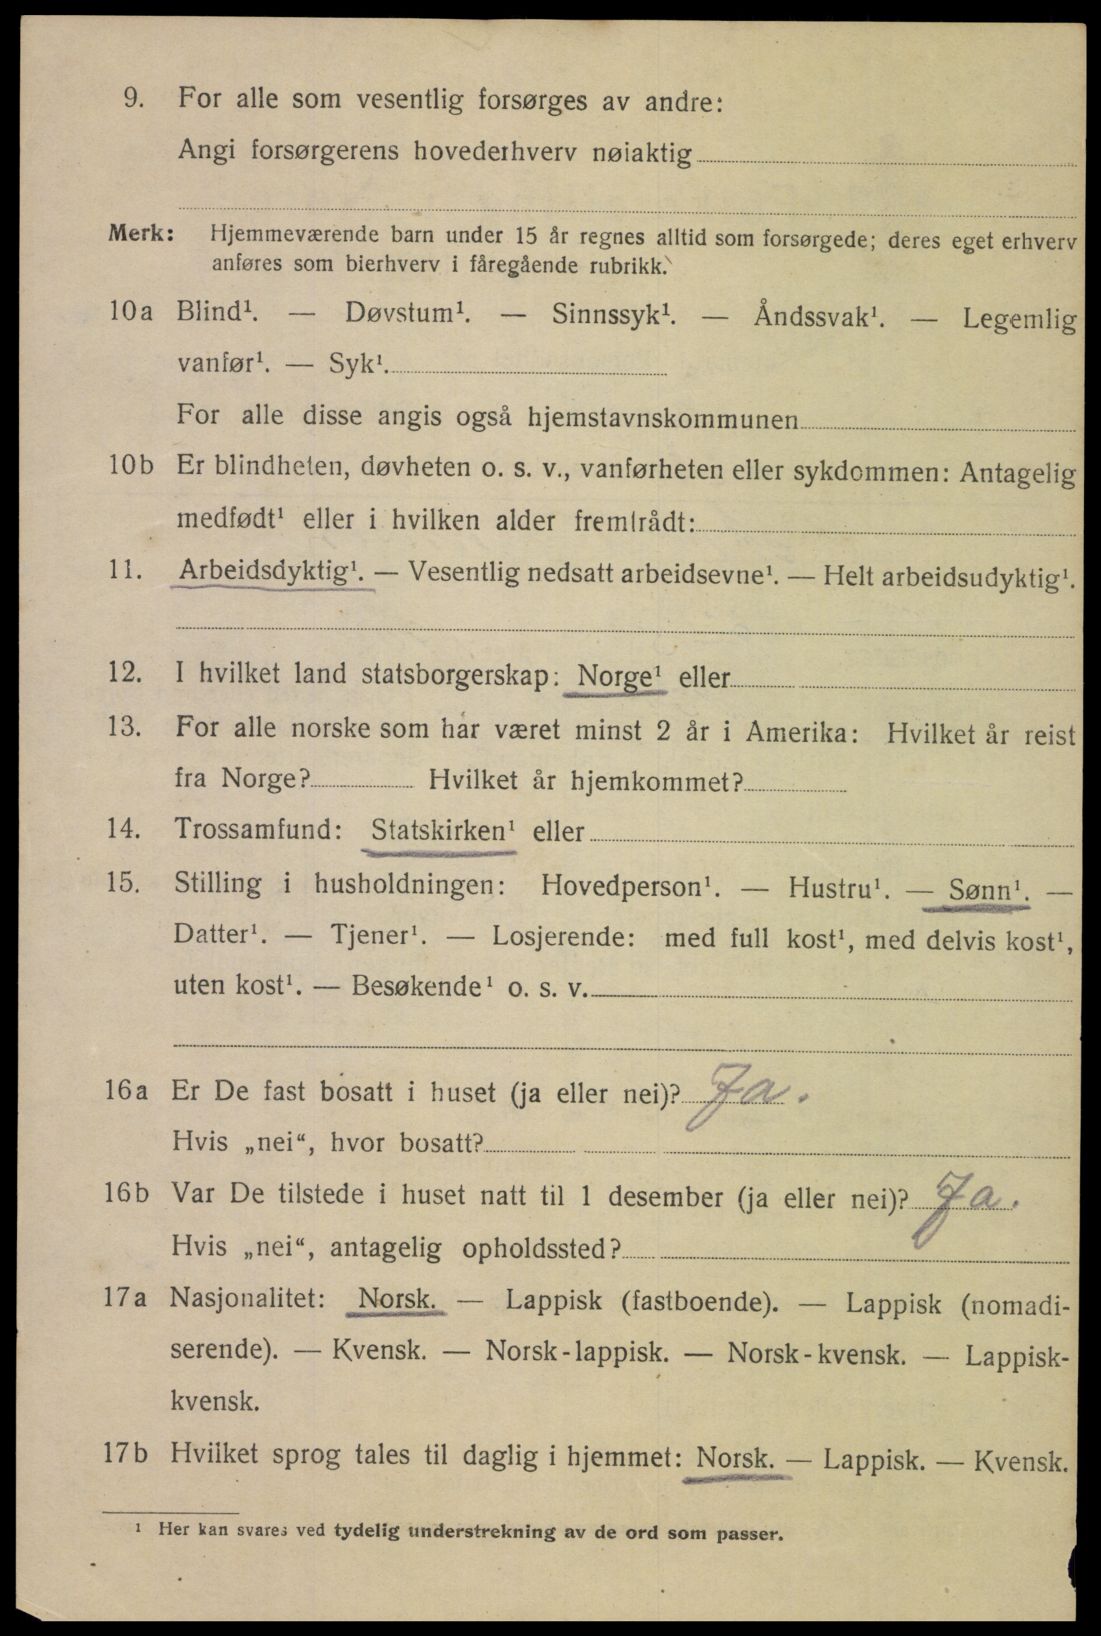 9. For alle som vesentlig forsørges av andre:
Angi forsørgerens hovederhverv nøiaktig
Merk: Hjemmeværende barn under 15 år regnes alltid som forsørgede; deres eget erhverv
anføres som bierhverv i fåregående rubrikk.
10a Blind¹. — Døvstum¹. — Sinnssyk¹. — Åndssvak¹. — Legemlig
vanfør¹. — Syk¹.
For alle disse angis også hjemstavnskommunen
10b Er blindheten, døvheten o. s. v., vanførheten eller sykdommen: Antagelig
medfødt¹ eller i hvilken alder fremtrådt:
11. Arbeidsdyktig¹. — Vesentlig nedsatt arbeidsevne¹. — Helt arbeidsudyktig¹.
12. I hvilket land statsborgerskap: Norge¹ eller
13. For alle norske som har været minst 2 år i Amerika: Hvilket år reist
fra Norge? Hvilket år hjemkommet?
14. Trossamfund: Statskirken¹ eller
15. Stilling i husholdningen: Hovedperson¹. — Hustru¹. — Sønn¹. —
Datter¹. — Tjener¹. — Losjerende: med full kost¹, med delvis kost¹,
uten kost¹. — Besøkende¹ o. s. v.
16a Er De fast bosatt i huset (ja eller nei)? Ja.
Hvis „nei“, hvor bosatt?
16b Var De tilstede i huset natt til 1 desember (ja eller nei)? Ja.
Hvis „nei“, antagelig opholdssted?
17a Nasjonalitet: Norsk. — Lappisk (fastboende). — Lappisk (nomadi-
serende). — Kvensk. — Norsk-lappisk. — Norsk-kvensk. — Lappisk-
kvensk.
17b Hvilket sprog tales til daglig i hjemmet: Norsk. — Lappisk. — Kvensk.
¹ Her kan svares ved tydelig understrekning av de ord som passer.